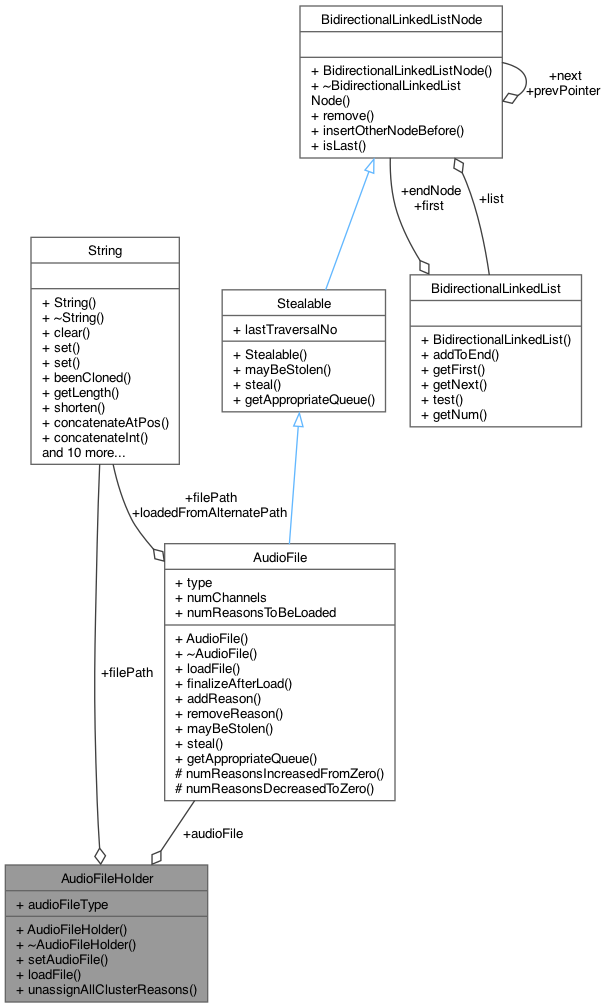 BidirectionalLinkedListNode
+ BidirectionalLinkedListNode()
+ ~BidirectionalLinkedList
Node()
+ remove()
+ insertOtherNodeBefore()
+ isLast()
+next
+prevPointer
+endNode
+first
+list
String
+ String()
+ ~String()
+ clear()
+ set()
+ set()
+ beenCloned()
+ getLength()
+ shorten()
+ concatenateAtPos()
+ concatenateInt()
and 10 more...
Stealable
+ lastTraversalNo
+ Stealable()
+ mayBeStolen()
+ steal()
+ getAppropriateQueue()
BidirectionalLinkedList
+ BidirectionalLinkedList()
+ addToEnd()
+ getFirst()
+ getNext()
+ test()
+ getNum()
+filePath
+loadedFromAlternatePath
AudioFile
+ type
+ numChannels
+ numReasonsToBeLoaded
+ AudioFile()
+ ~AudioFile()
+ loadFile()
+ finalizeAfterLoad()
+ addReason()
+ removeReason()
+ mayBeStolen()
+ steal()
+ getAppropriateQueue()
# numReasonsIncreasedFromZero()
# numReasonsDecreasedToZero()
+filePath
+audioFile
AudioFileHolder
+ audioFileType
+ AudioFileHolder()
+ ~AudioFileHolder()
+ setAudioFile()
+ loadFile()
+ unassignAllClusterReasons()